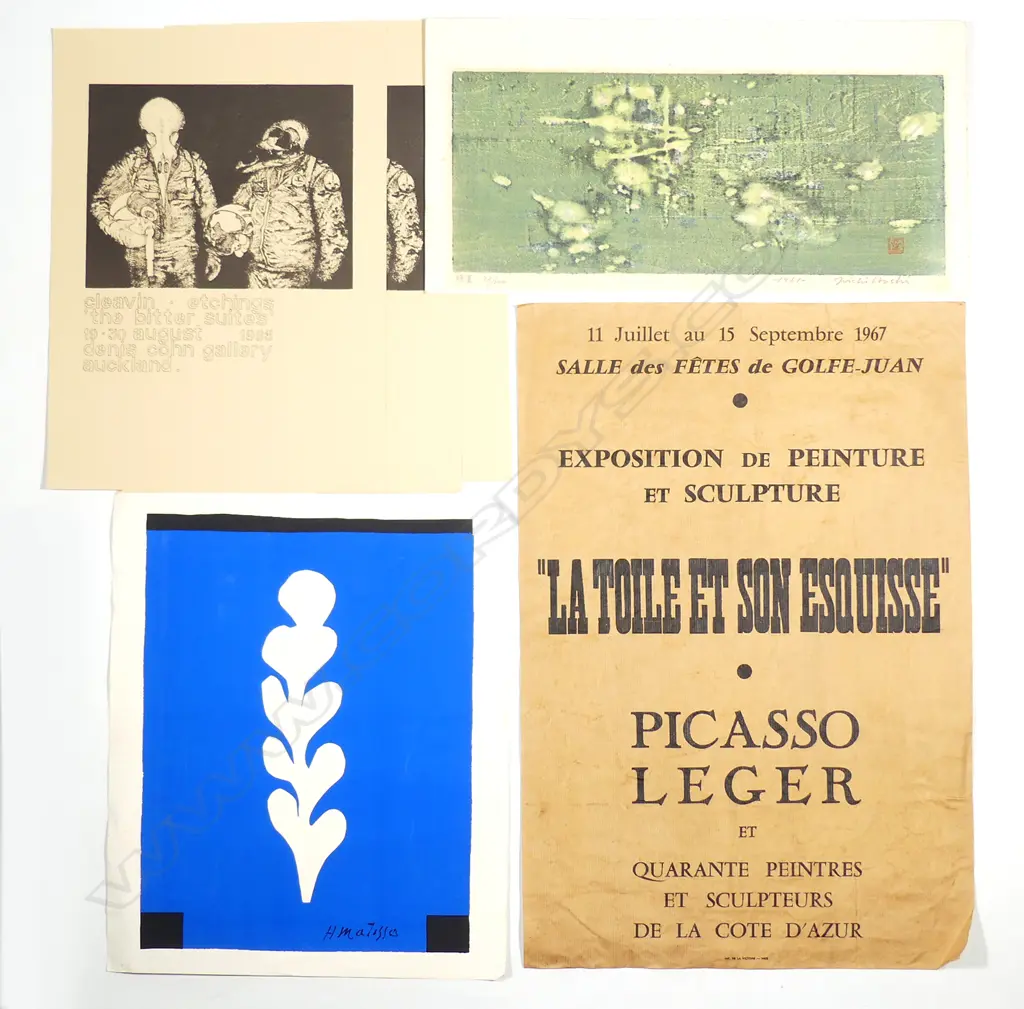 cleavin · etchings
'the bitter suites'
19·30 august 1985
denis cohn gallery
auckland.
11 Juillet au 15 Septembre 1967
SALLE des FÊTES de GOLFE-JUAN
EXPOSITION DE PEINTURE
ET SCULPTURE
"LA TOILE ET SON ESQUISSE"
PICASSO
LEGER
ET
QUARANTE PEINTRES
ET SCULPTEURS
DE LA COTE D'AZUR
H Matisse